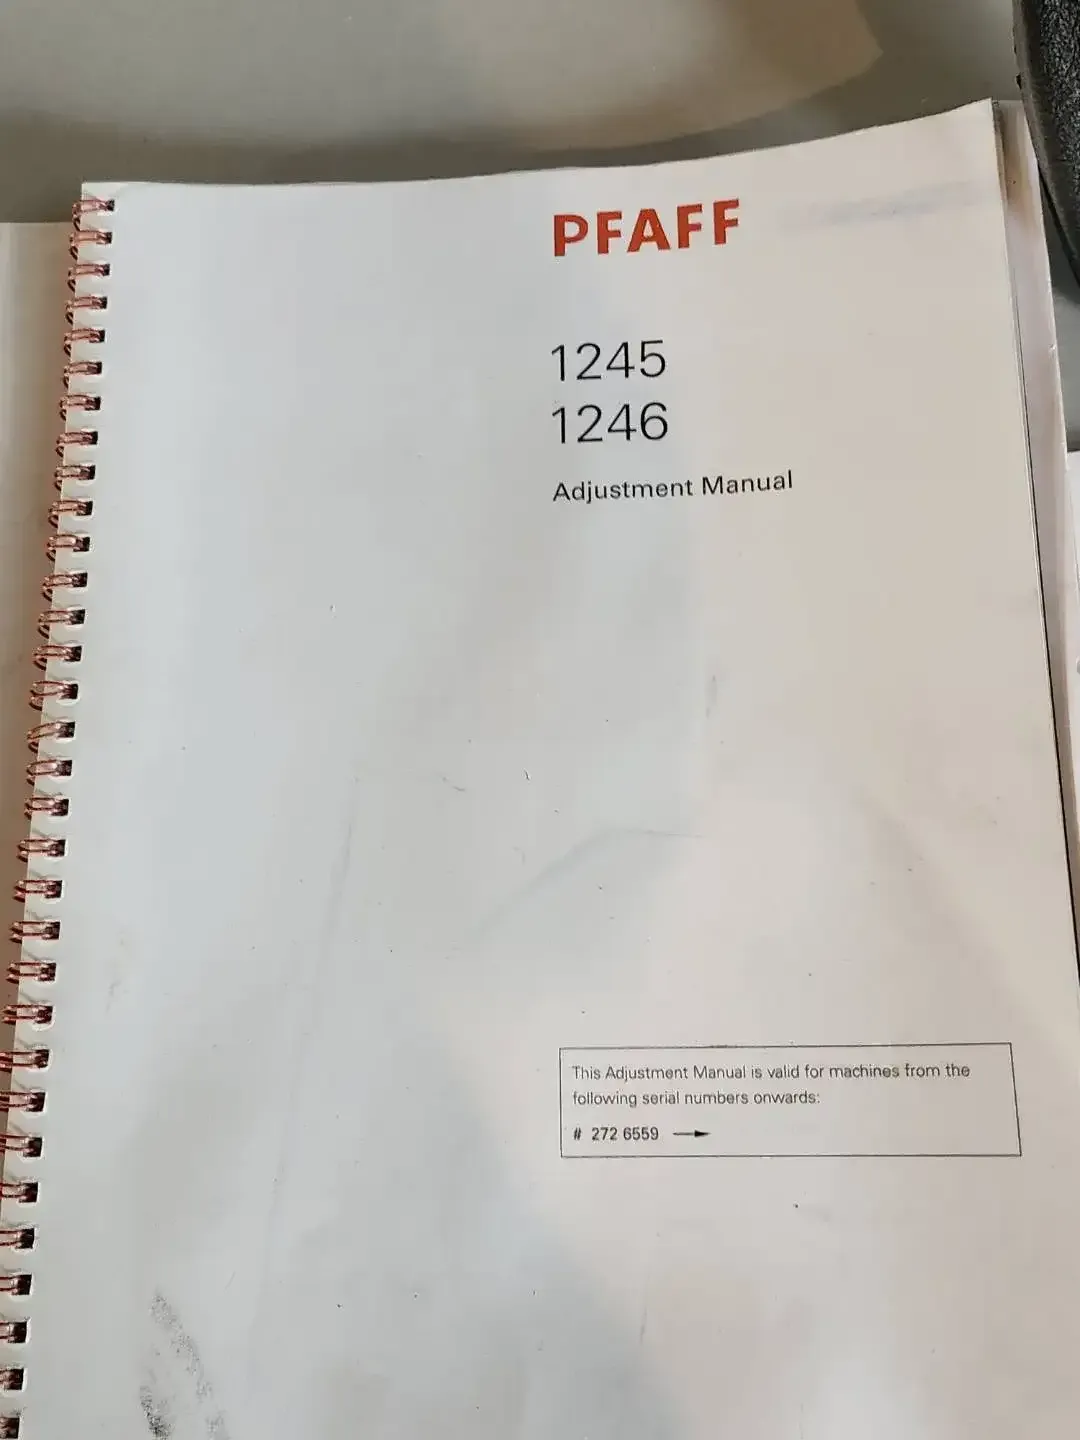 PFAFF
1245
1246
Adjustment Manual
This Adjustment Manual is valid for machines from the
following serial numbers onwards:
# 272 6559 →